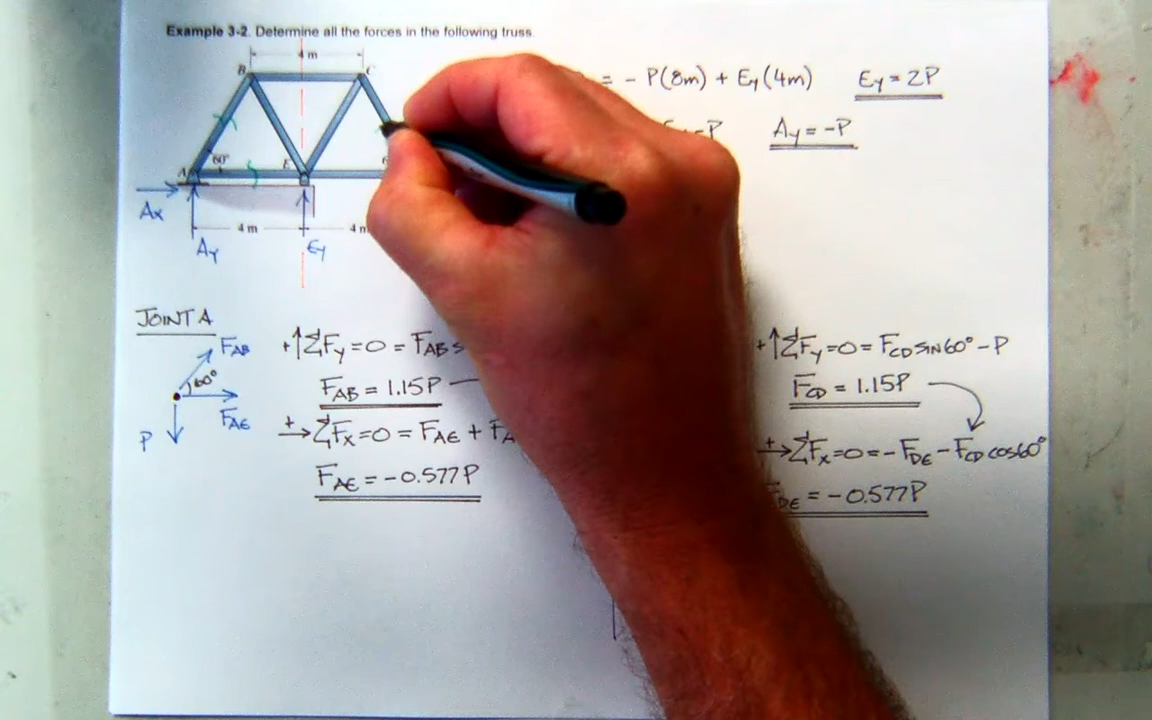 Example 3-2. Determine all the forces in the following truss.
4 m
B C
= - P(8m) + Ey(4m) Ey = 2P
-P Ay = -P
A 60° E
Ax
4 m 4 m
Ay Ey
JOINT A
FAB
60°
FAE
P
+↑ΣFy=0=FAB
FAB = 1.15P
+→ΣFx=0=FAE +
FAE = -0.577P
+↑ΣFy=0=FCD SIN60°-P
FCD = 1.15P
+→ΣFx=0=-FDE-FCD COS60°
FDE = -0.577P